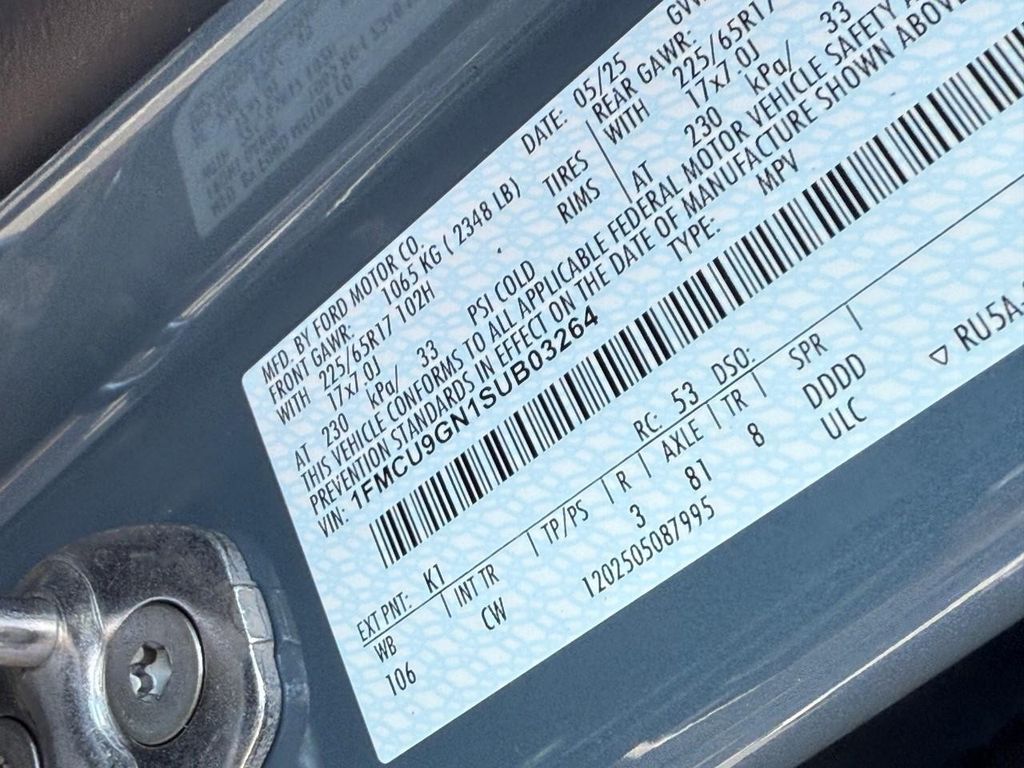 MFD. BY FORD MOTOR CO.
DATE: 05/25
FRONT GAWR: 1065 KG ( 2348 LB)
REAR GAWR:
WITH 225/65R17 102H TIRES WITH 225/65R17
17x7.0J RIMS 17x7.0J
AT 230 kPa/ 33 PSI COLD AT 230 kPa/ 33
THIS VEHICLE CONFORMS TO ALL APPLICABLE FEDERAL MOTOR VEHICLE SAFETY
PREVENTION STANDARDS IN EFFECT ON THE DATE OF MANUFACTURE SHOWN ABOVE
VIN: 1FMCU9GN1SUB03264 TYPE: MPV
EXT PNT: K1 RC: 53 DSO:
WB INT TR TP/PS R AXLE TR SPR
106 CW 3 81 8 DDDD
1202505087995 ULC
▽ RU5A